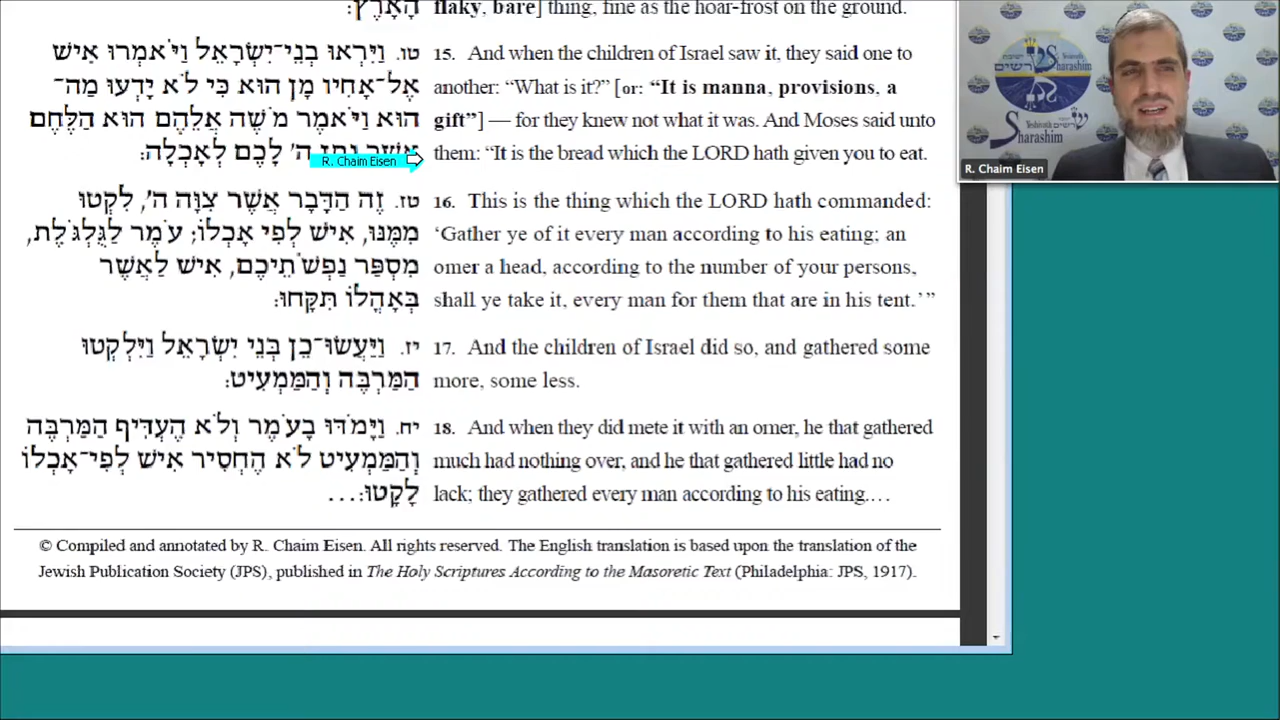 הָאָרֶץ:
flaky, bare] thing, fine as the hoar-frost on the ground.
טו. וַיִּרְאוּ בְנֵי־יִשְׂרָאֵל וַיֹּאמְרוּ אִישׁ
אֶל־אָחִיו מָן הוּא כִּי לֹא יָדְעוּ מַה־
הוּא וַיֹּאמֶר מֹשֶׁה אֲלֵהֶם הוּא הַלֶּחֶם
ה' לָכֶם לְאָכְלָה:
15. And when the children of Israel saw it, they said one to
another: “What is it?” [or: “It is manna, provisions, a
gift”] — for they knew not what it was. And Moses said unto
them: “It is the bread which the LORD hath given you to eat.
R. Chaim Eisen
טז. זֶה הַדָּבָר אֲשֶׁר צִוָּה ה', לִקְטוּ
מִמֶּנּוּ, אִישׁ לְפִי אָכְלוֹ; עֹמֶר לַגֻּלְגֹּלֶת,
מִסְפַּר נַפְשֹׁתֵיכֶם, אִישׁ לַאֲשֶׁר
בְּאָהֳלוֹ תִּקָּחוּ:
16. This is the thing which the LORD hath commanded:
‘Gather ye of it every man according to his eating; an
omer a head, according to the number of your persons,
shall ye take it, every man for them that are in his tent.’”
יז. וַיַּעֲשׂוּ־כֵן בְּנֵי יִשְׂרָאֵל וַיִּלְקְטוּ
הַמַּרְבֶּה וְהַמַּמְעִיט:
17. And the children of Israel did so, and gathered some
more, some less.
יח. וַיָּמֹדּוּ בָעֹמֶר וְלֹא הֶעְדִּיף הַמַּרְבֶּה
וְהַמַּמְעִיט לֹא הֶחְסִיר אִישׁ לְפִי־אָכְלוֹ
לָקָטוּ:…
18. And when they did mete it with an omer, he that gathered
much had nothing over, and he that gathered little had no
lack; they gathered every man according to his eating.…
© Compiled and annotated by R. Chaim Eisen. All rights reserved. The English translation is based upon the translation of the
Jewish Publication Society (JPS), published in The Holy Scriptures According to the Masoretic Text (Philadelphia: JPS, 1917).
Yeshivath
Sharashim
שרשים
ישיבת
שרשים
Yeshivath
Sharashim
R. Chaim Eisen